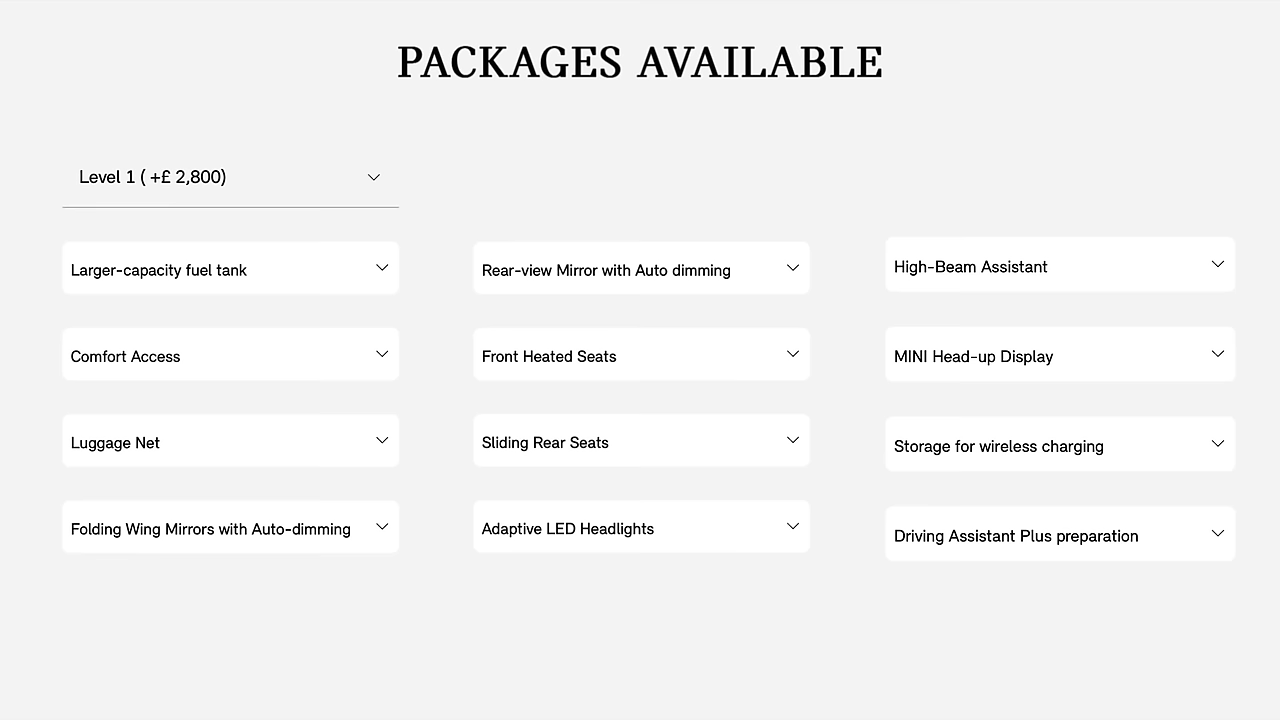 PACKAGES AVAILABLE
Level 1 ( +£ 2,800)
Larger-capacity fuel tank
Comfort Access
Luggage Net
Folding Wing Mirrors with Auto-dimming
Rear-view Mirror with Auto dimming
Front Heated Seats
Sliding Rear Seats
Adaptive LED Headlights
High-Beam Assistant
MINI Head-up Display
Storage for wireless charging
Driving Assistant Plus preparation